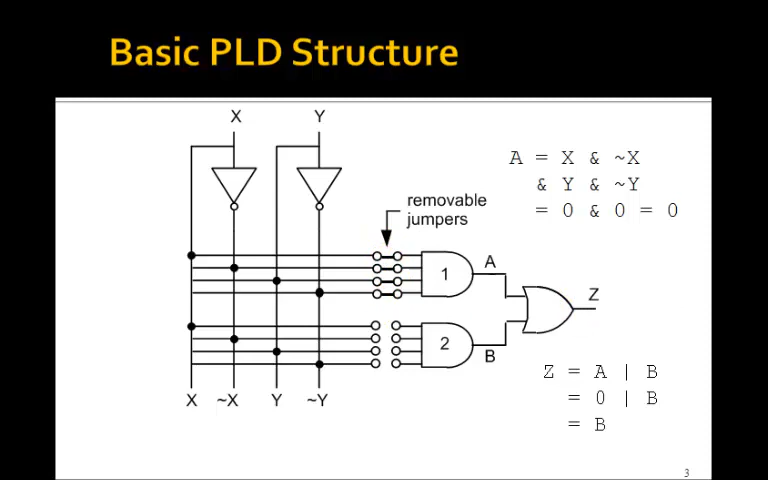 Basic PLD Structure
X
Y
A = X & ~X
& Y & ~Y
= 0 & 0 = 0
removable
jumpers
A
1
Z
2
B
Z = A | B
= 0 | B
= B
X ~X Y ~Y
3